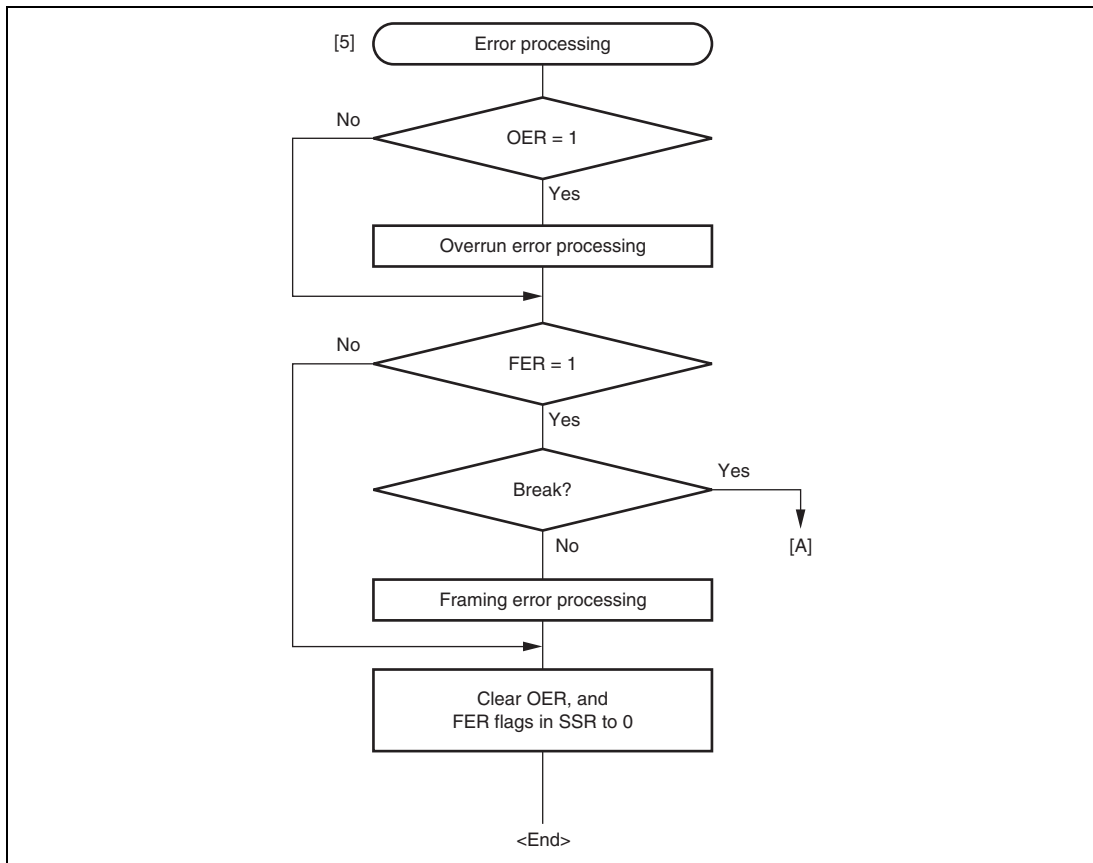 [5]
Error processing
No
OER = 1
Yes
Overrun error processing
No
FER = 1
Yes
Break?
Yes
No
[A]
Framing error processing
Clear OER, and
FER flags in SSR to 0
<End>